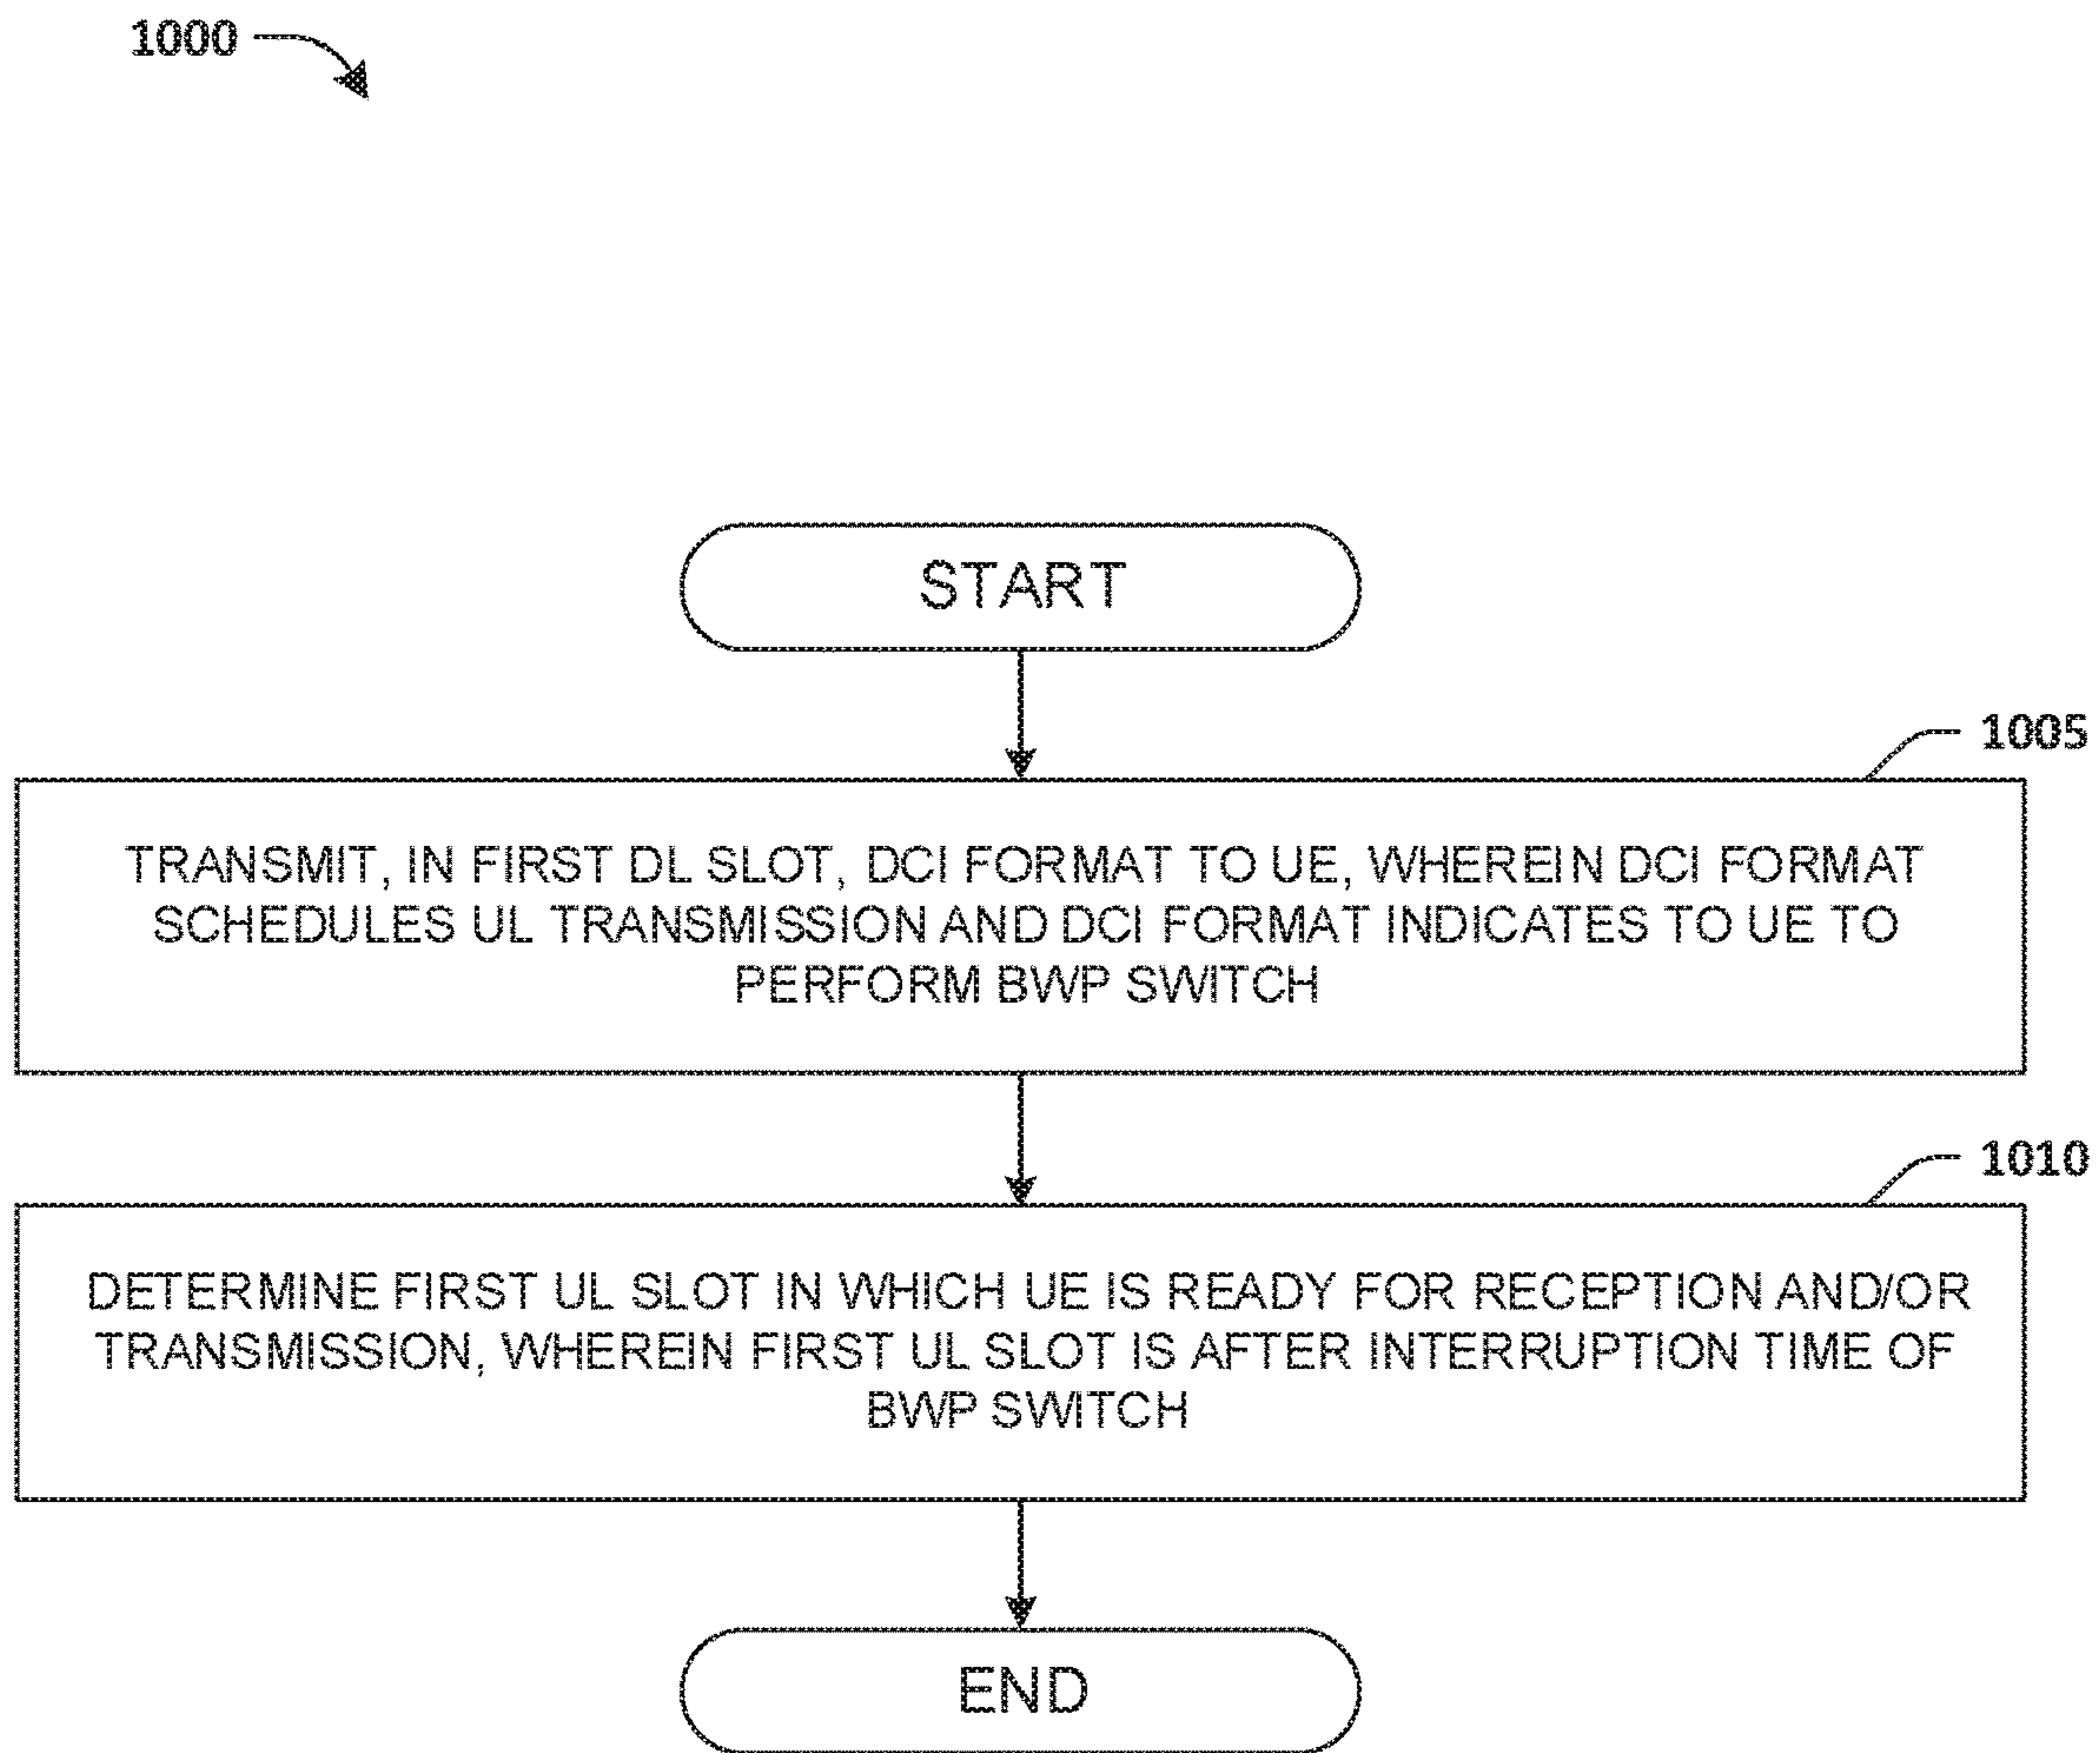 1000
START
1005
TRANSMIT, IN FIRST DL SLOT, DCI FORMAT TO UE, WHEREIN DCI FORMAT
SCHEDULES UL TRANSMISSION AND DCI FORMAT INDICATES TO UE TO
PERFORM BWP SWITCH
1010
DETERMINE FIRST UL SLOT IN WHICH UE IS READY FOR RECEPTION AND/OR
TRANSMISSION, WHEREIN FIRST UL SLOT IS AFTER INTERRUPTION TIME OF
BWP SWITCH
END